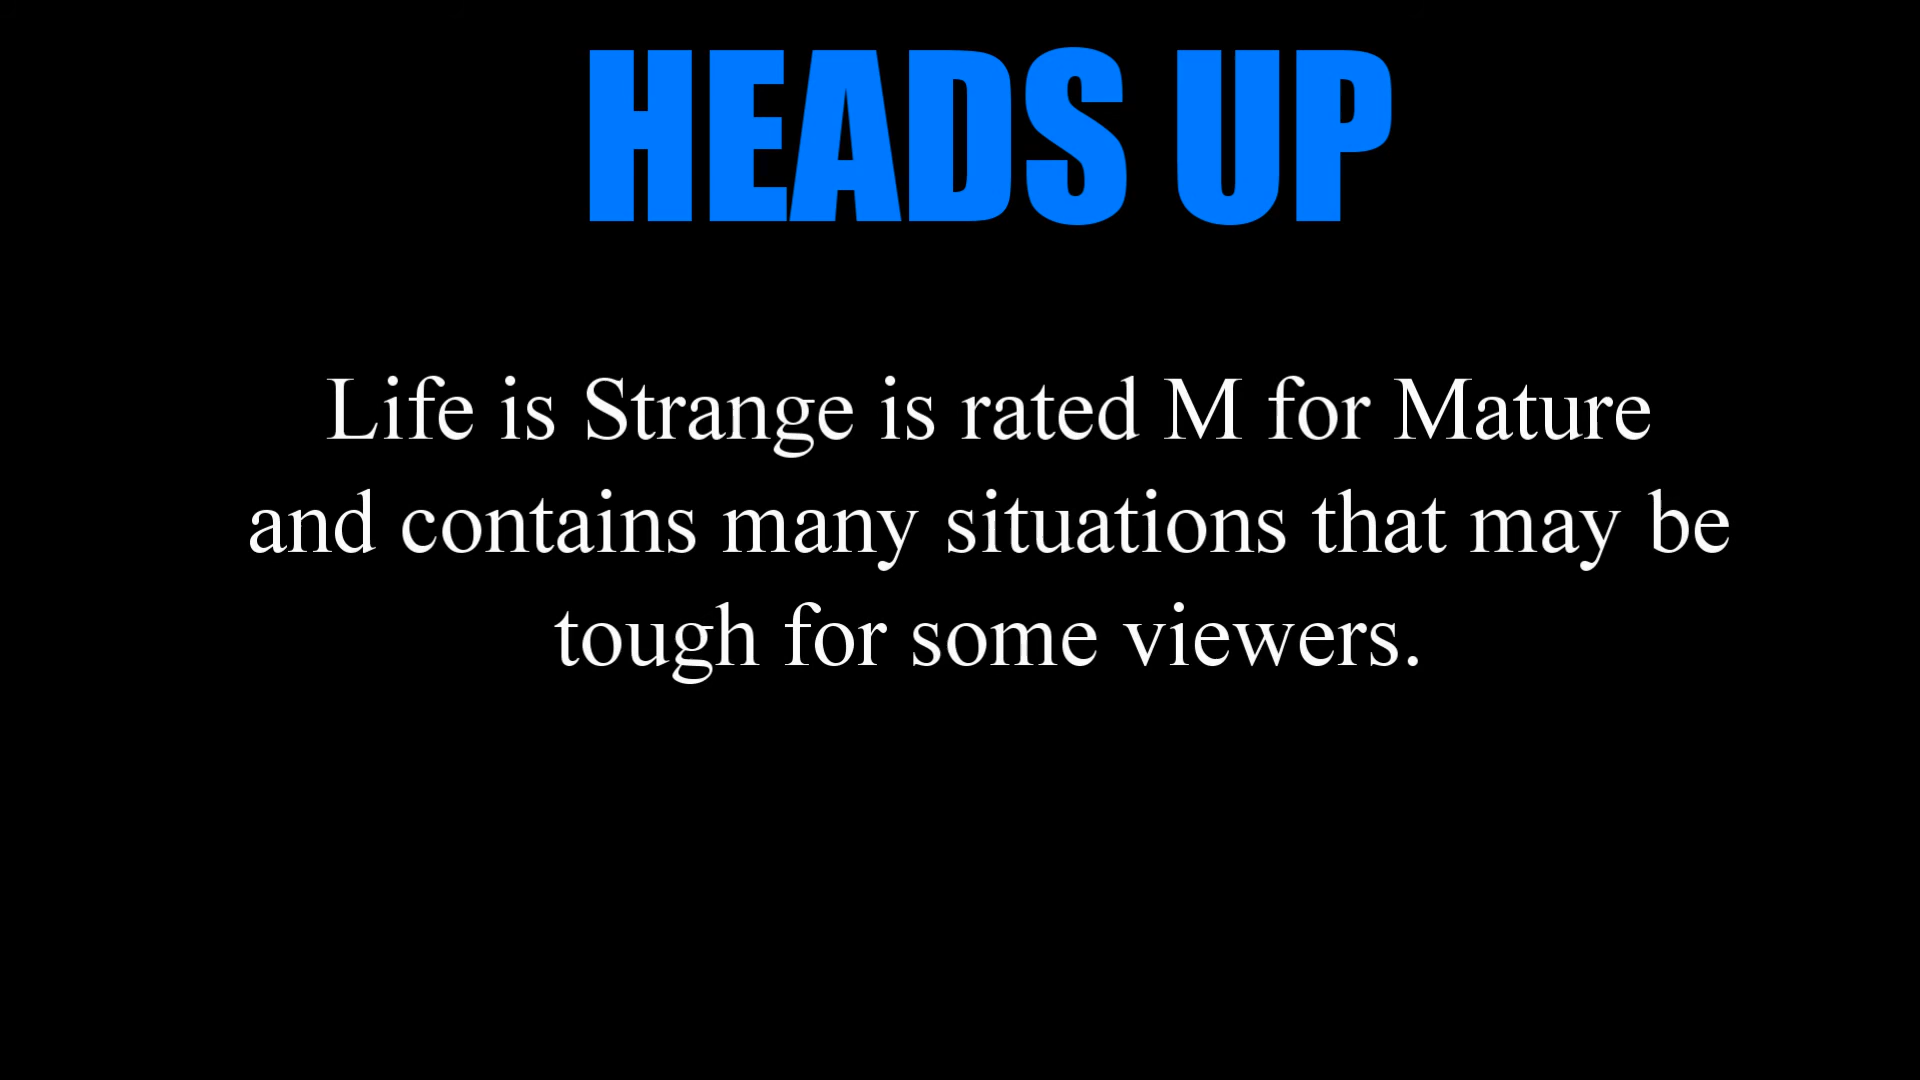 HEADS UP
Life is Strange is rated M for Mature
and contains many situations that may be
tough for some viewers.